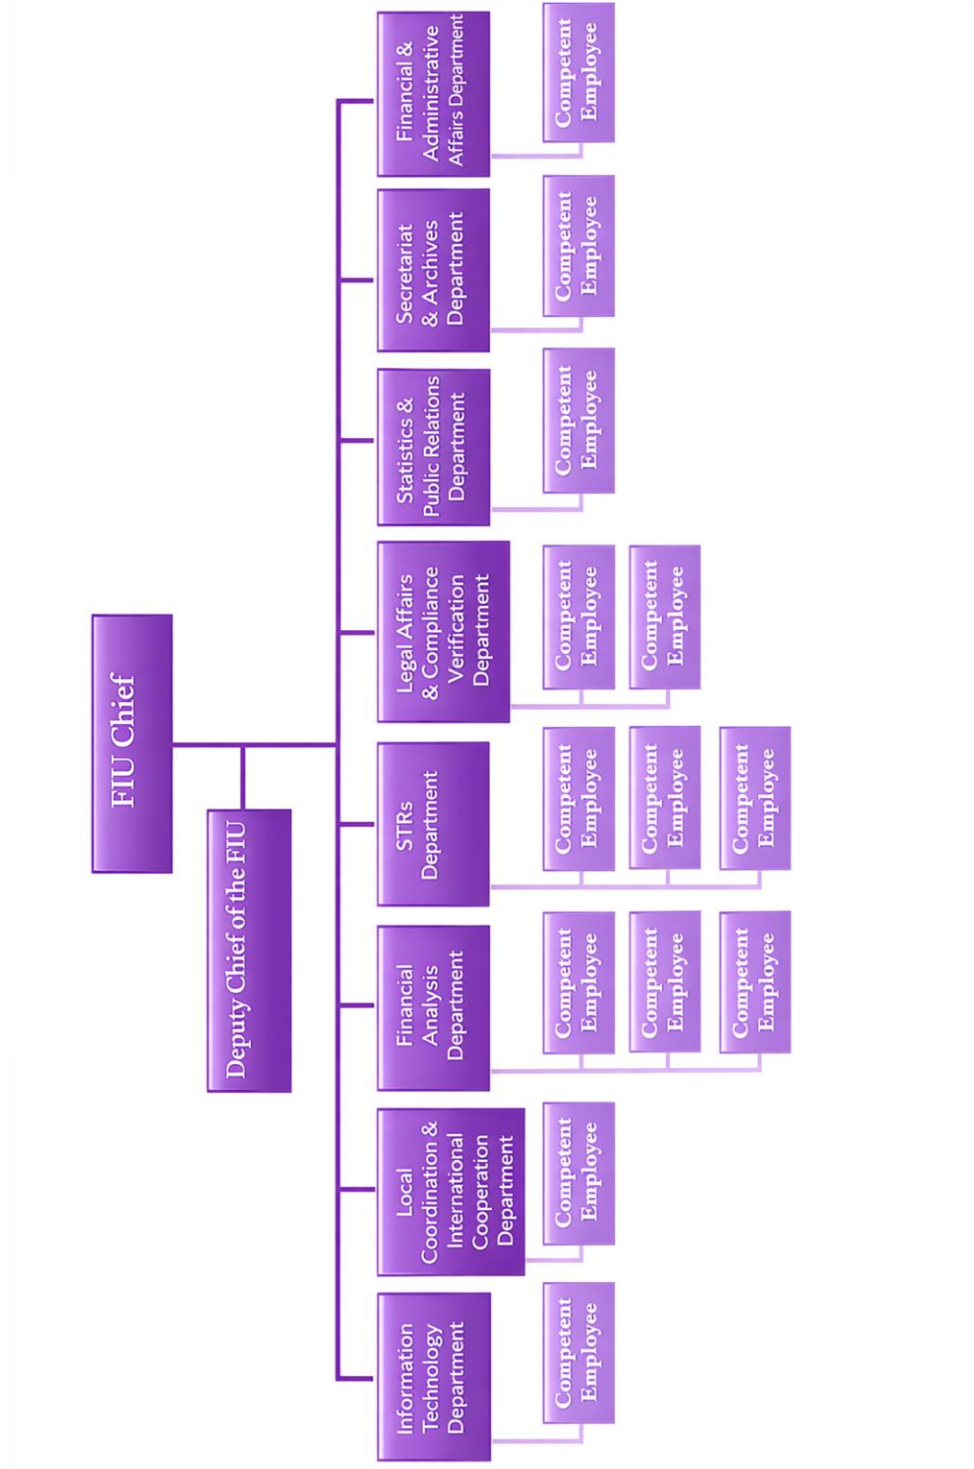 FIU Chief
Deputy Chief of the FIU
Information
Technology
Department
Local
Coordination &
International
Cooperation
Department
Financial
Analysis
Department
STRs
Department
Legal Affairs
& Compliance
Verification
Department
Statistics &
Public Relations
Department
Secretariat
& Archives
Department
Financial &
Administrative
Affairs Department
Competent
Employee
Competent
Employee
Competent
Employee
Competent
Employee
Competent
Employee
Competent
Employee
Competent
Employee
Competent
Employee
Competent
Employee
Competent
Employee
Competent
Employee
Competent
Employee
Competent
Employee